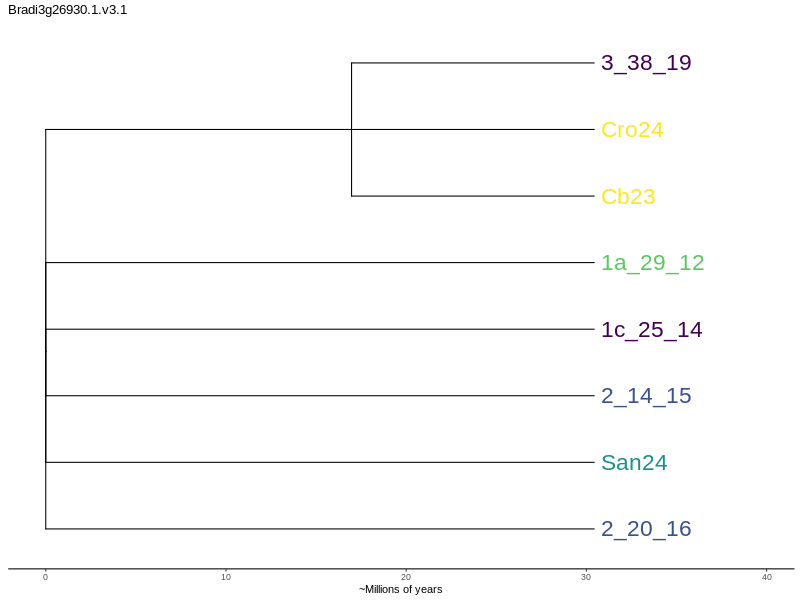 Bradi3g26930.1.v3.1
3_38_19
Cro24
Cb23
1a_29_12
1c_25_14
2_14_15
San24
2_20_16
0 10 20 30 40
~Millions of years